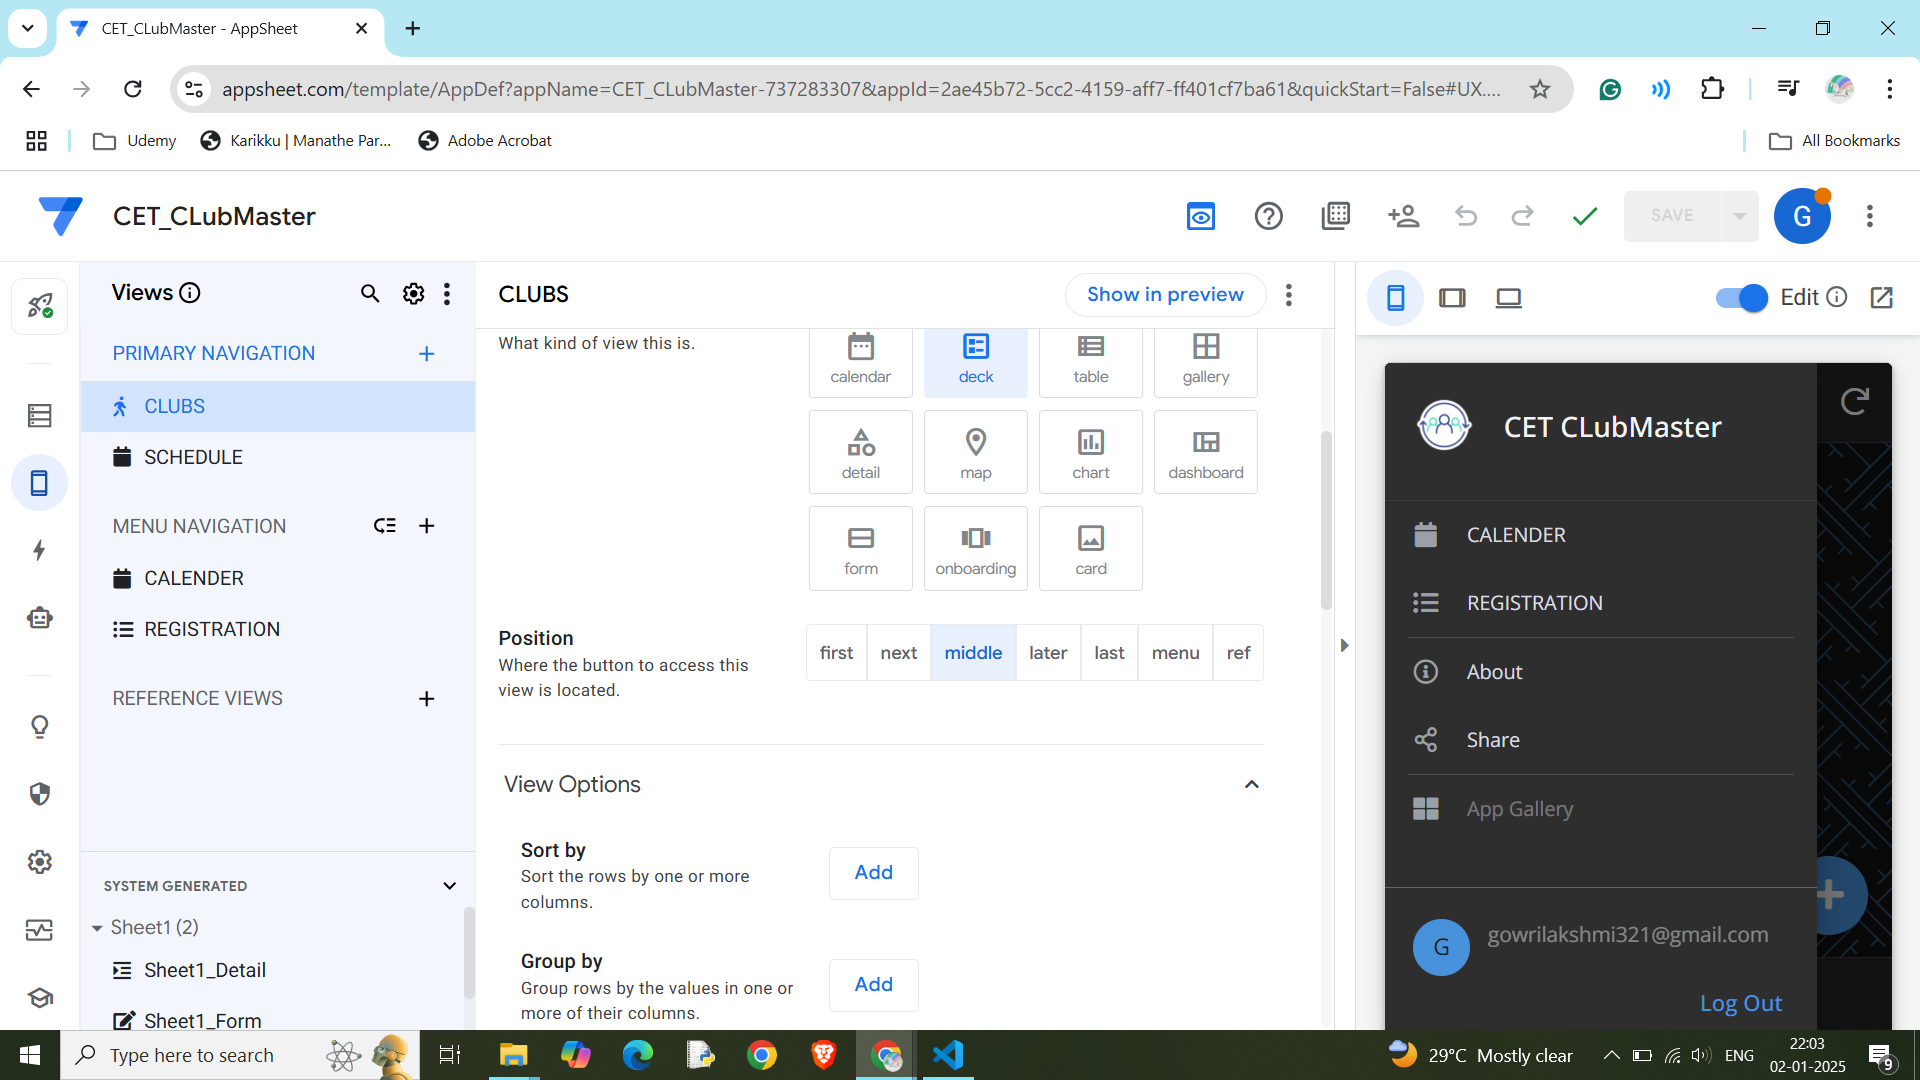 CET_CLubMaster - AppSheet
appsheet.com/template/AppDef?appName=CET_CLubMaster-737283307&appId=2ae45b72-5cc2-4159-aff7-ff401cf7ba61&quickStart=False#UX....
Udemy
Karikku | Manathe Par...
Adobe Acrobat
All Bookmarks
CET_CLubMaster
SAVE
G
Views
PRIMARY NAVIGATION
CLUBS
SCHEDULE
MENU NAVIGATION
CALENDER
REGISTRATION
REFERENCE VIEWS
SYSTEM GENERATED
Sheet1 (2)
Sheet1_Detail
Sheet1_Form
CLUBS
Show in preview
What kind of view this is.
calendar
deck
table
gallery
detail
map
chart
dashboard
form
onboarding
card
Position
Where the button to access this
view is located.
first
next
middle
later
last
menu
ref
View Options
Sort by
Sort the rows by one or more
columns.
Add
Group by
Group rows by the values in one or
more of their columns.
Add
Edit
CET CLubMaster
CALENDER
REGISTRATION
About
Share
App Gallery
G
gowrilakshmi321@gmail.com
Log Out
Type here to search
29°C Mostly clear
ENG
22:03
02-01-2025
9